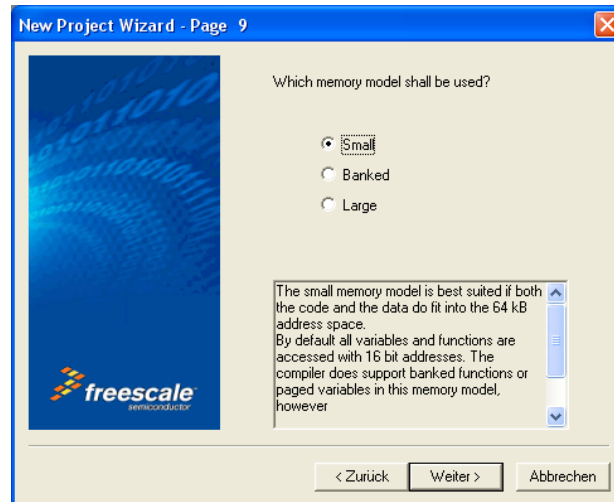 New Project Wizard - Page 9
Which memory model shall be used?
Small
Banked
Large
The small memory model is best suited if both
the code and the data do fit into the 64 kB
address space.
By default all variables and functions are
accessed with 16 bit addresses. The
compiler does support banked functions or
paged variables in this memory model,
however
freescale
semiconductor
< Zurück
Weiter >
Abbrechen